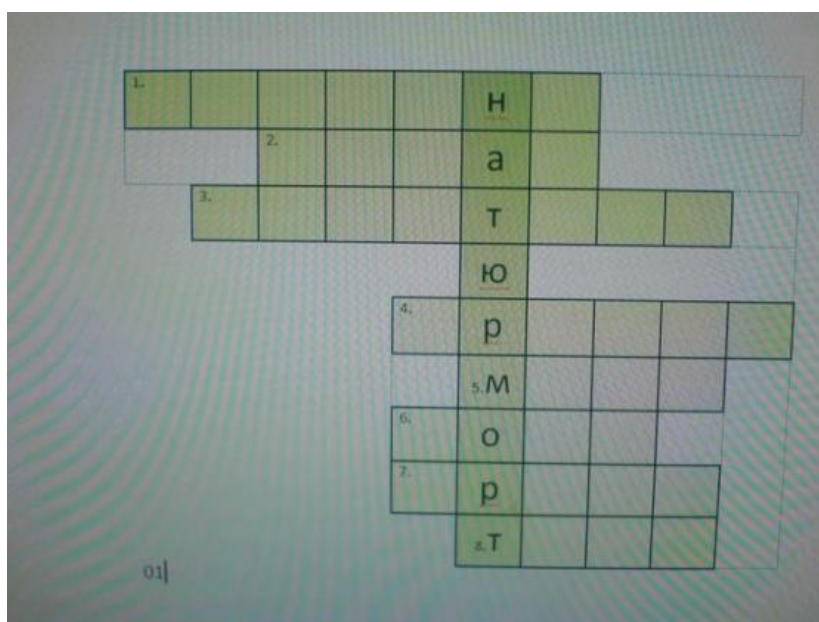 1. Н
2. а
3. Т
Ю
4. р
5. М
6. О
7. р
8. Т
01